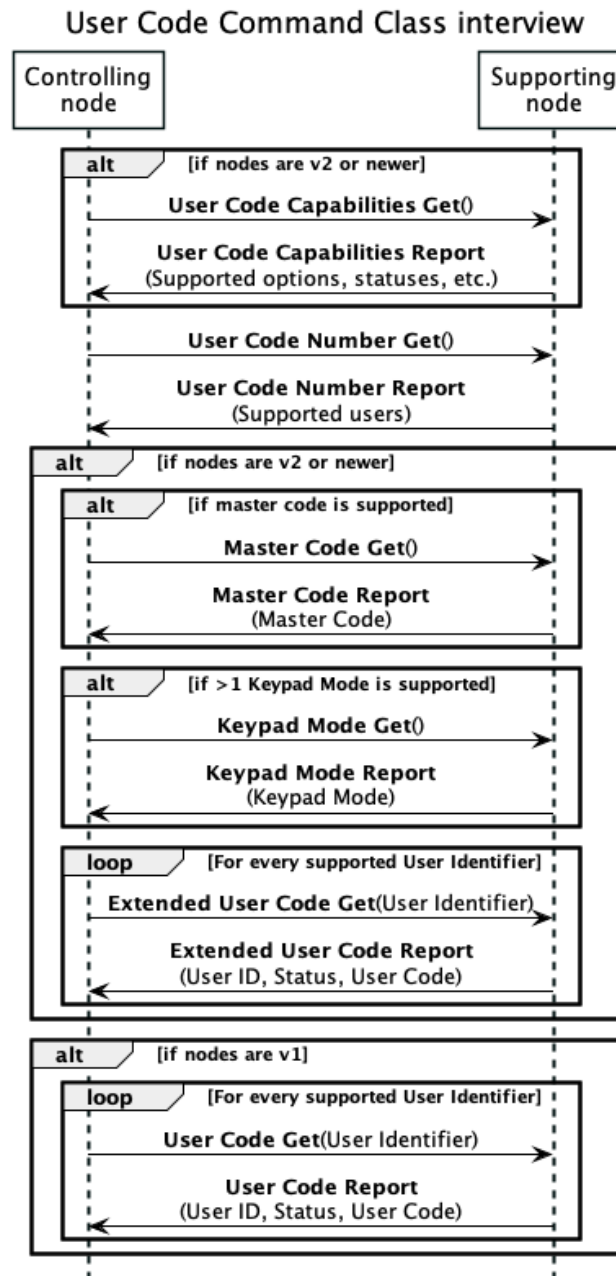 User Code Command Class interview
Controlling
node
Supporting
node
alt [if nodes are v2 or newer]
User Code Capabilities Get()
User Code Capabilities Report
(Supported options, statuses, etc.)
User Code Number Get()
User Code Number Report
(Supported users)
alt [if nodes are v2 or newer]
alt [if master code is supported]
Master Code Get()
Master Code Report
(Master Code)
alt [if >1 Keypad Mode is supported]
Keypad Mode Get()
Keypad Mode Report
(Keypad Mode)
loop [For every supported User Identifier]
Extended User Code Get(User Identifier)
Extended User Code Report
(User ID, Status, User Code)
alt [if nodes are v1]
loop [For every supported User Identifier]
User Code Get(User Identifier)
User Code Report
(User ID, Status, User Code)